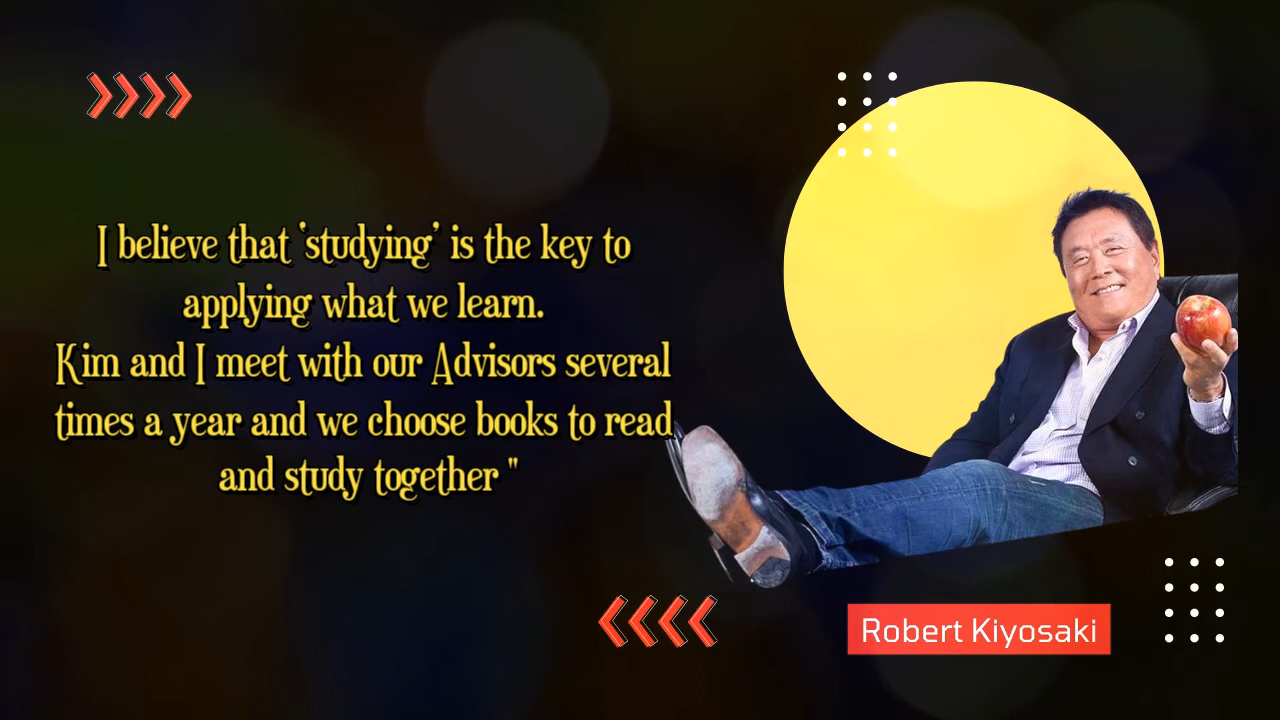 I believe that 'studying' is the key to
applying what we learn.
Kim and I meet with our Advisors several
times a year and we choose books to read
and study together "
Robert Kiyosaki